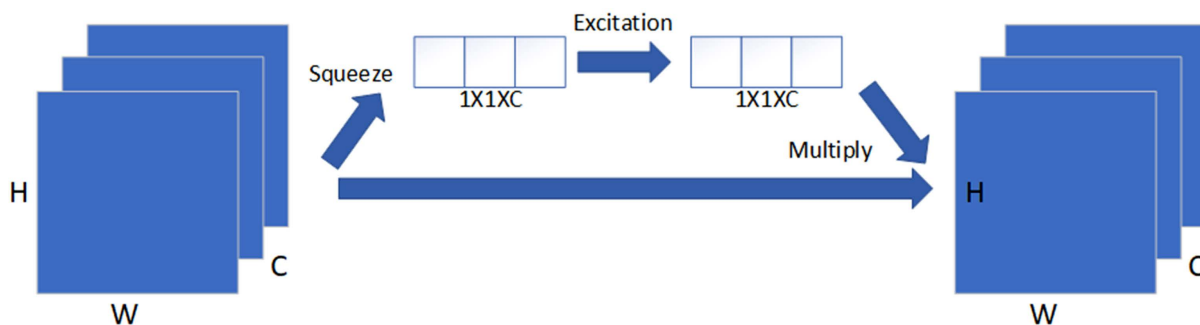 Excitation
Squeeze
1X1XC
1X1XC
Multiply
H
H
C
W
W